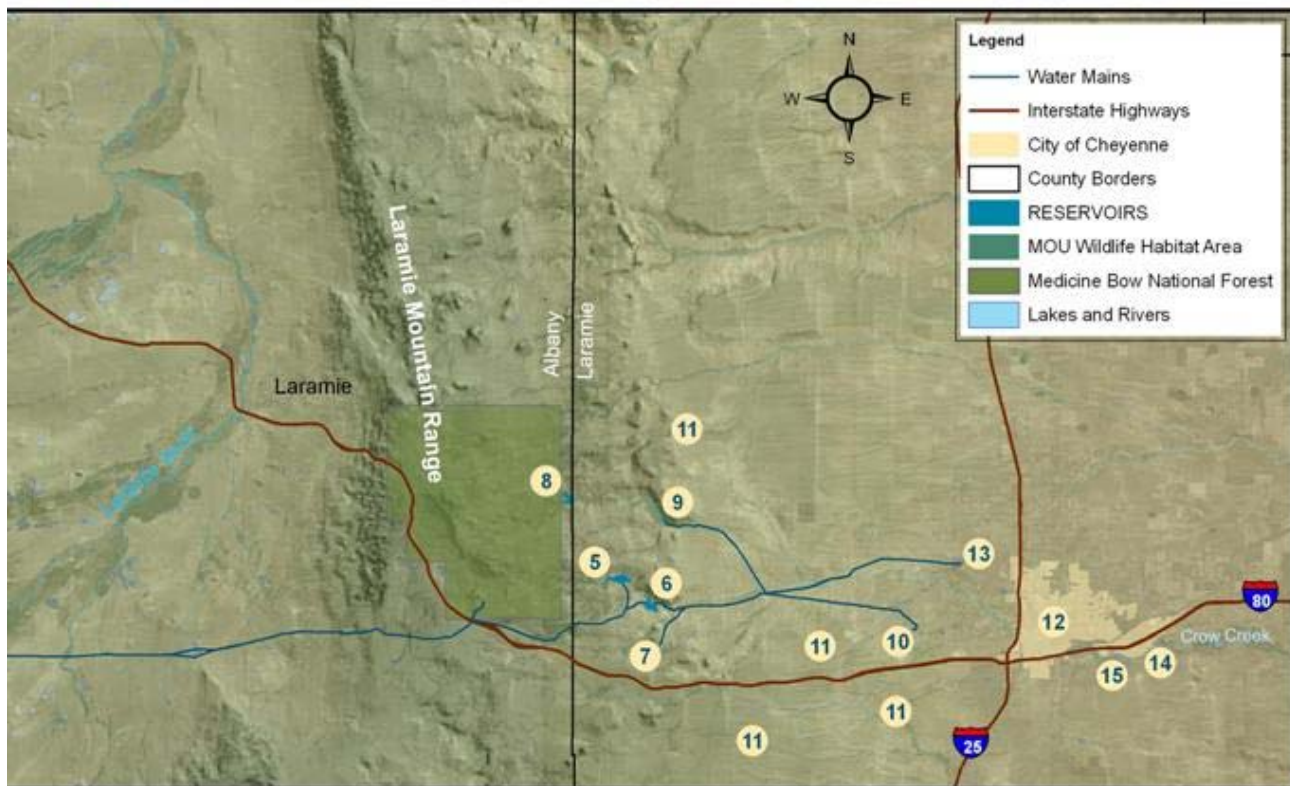 Legend
Water Mains
Interstate Highways
City of Cheyenne
County Borders
RESERVOIRS
MOU Wildlife Habitat Area
Medicine Bow National Forest
Lakes and Rivers
N
W E
S
Laramie Mountain Range
Albany
Laramie
Laramie
11
8
9
5
13
6
80
12
Crow Creek
11
10
7
14
15
11
11
25